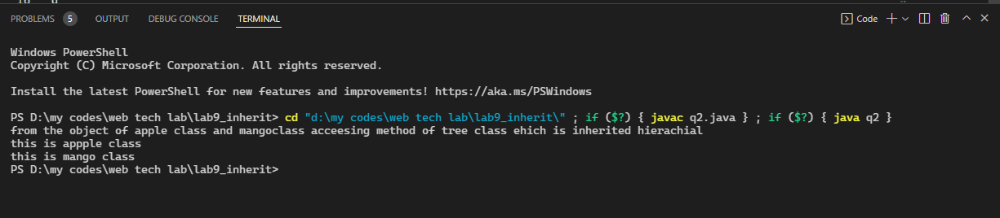 PROBLEMS 5 OUTPUT DEBUG CONSOLE TERMINAL Code
Windows PowerShell
Copyright (C) Microsoft Corporation. All rights reserved.
Install the latest PowerShell for new features and improvements! https://aka.ms/PSWindows
PS D:\my codes\web tech lab\lab9_inherit> cd "d:\my codes\web tech lab\lab9_inherit\" ; if ($?) { javac q2.java } ; if ($?) { java q2 }
from the object of apple class and mangoclass acceesing method of tree class ehich is inherited hierachial
this is appple class
this is mango class
PS D:\my codes\web tech lab\lab9_inherit>